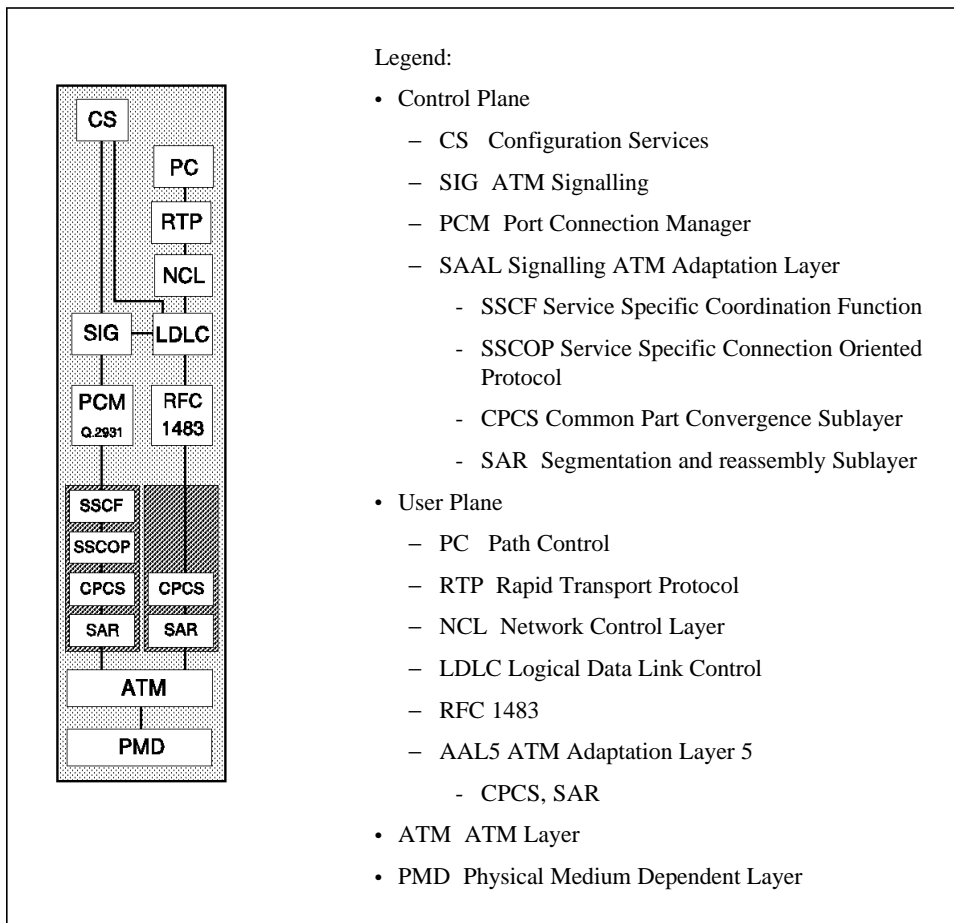 CS
PC
RTP
NCL
SIG
LDLC
PCM
Q.2931
RFC
1483
SSCF
SSCOP
CPCS
CPCS
SAR
SAR
ATM
PMD
Legend:
• Control Plane
– CS Configuration Services
– SIG ATM Signalling
– PCM Port Connection Manager
– SAAL Signalling ATM Adaptation Layer
- SSCF Service Specific Coordination Function
- SSCOP Service Specific Connection Oriented
Protocol
- CPCS Common Part Convergence Sublayer
- SAR Segmentation and reassembly Sublayer
• User Plane
– PC Path Control
– RTP Rapid Transport Protocol
– NCL Network Control Layer
– LDLC Logical Data Link Control
– RFC 1483
– AAL5 ATM Adaptation Layer 5
- CPCS, SAR
• ATM ATM Layer
• PMD Physical Medium Dependent Layer